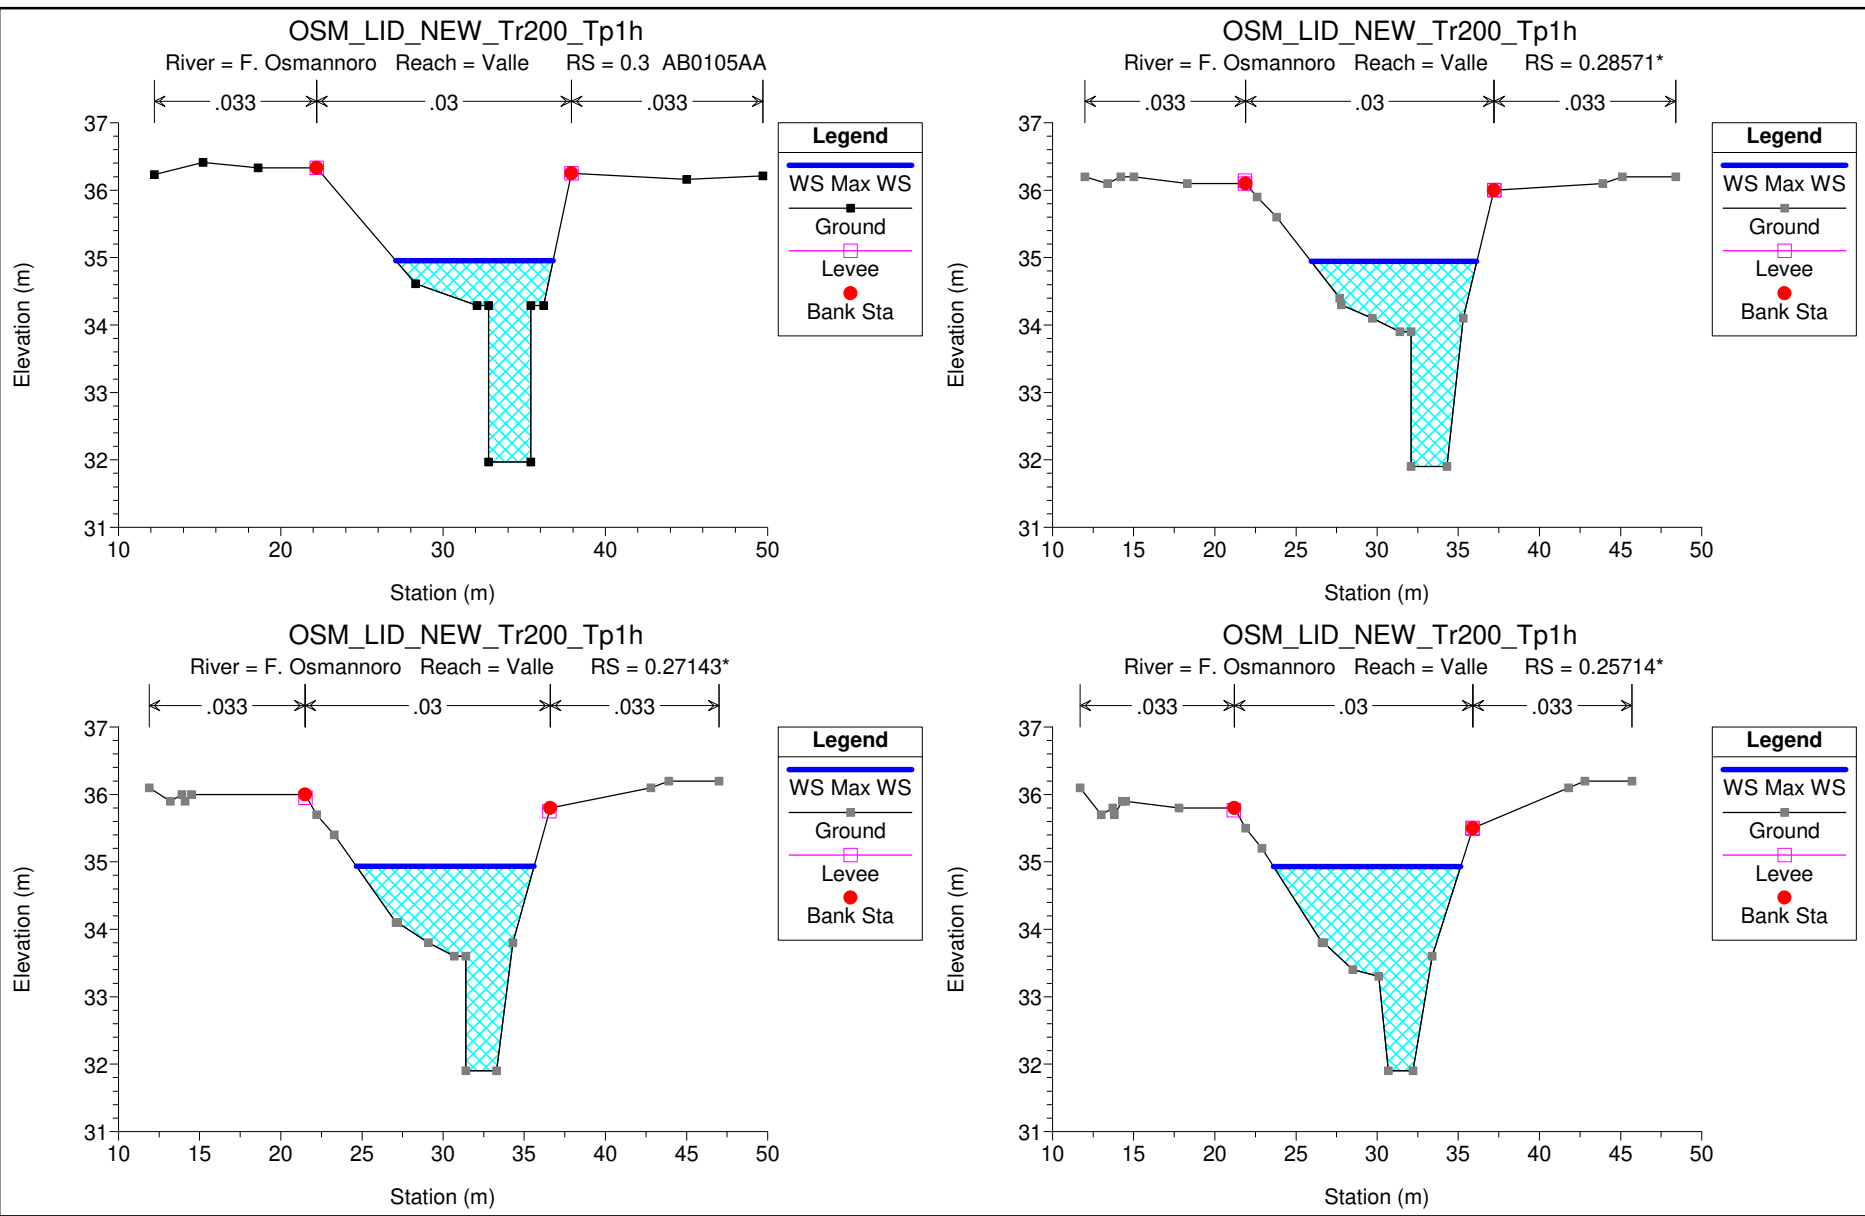 OSM_LID_NEW_Tr200_Tp1h
River = F. Osmannoro Reach = Valle RS = 0.3 AB0105AA
.033 .03 .033
37
36
35
34
33
32
31
10 20 30 40 50
Elevation (m)
Station (m)
Legend
WS Max WS
Ground
Levee
Bank Sta
OSM_LID_NEW_Tr200_Tp1h
River = F. Osmannoro Reach = Valle RS = 0.28571*
.033 .03 .033
37
36
35
34
33
32
31
10 15 20 25 30 35 40 45 50
Elevation (m)
Station (m)
Legend
WS Max WS
Ground
Levee
Bank Sta
OSM_LID_NEW_Tr200_Tp1h
River = F. Osmannoro Reach = Valle RS = 0.27143*
.033 .03 .033
37
36
35
34
33
32
31
10 15 20 25 30 35 40 45 50
Elevation (m)
Station (m)
Legend
WS Max WS
Ground
Levee
Bank Sta
OSM_LID_NEW_Tr200_Tp1h
River = F. Osmannoro Reach = Valle RS = 0.25714*
.033 .03 .033
37
36
35
34
33
32
31
10 15 20 25 30 35 40 45 50
Elevation (m)
Station (m)
Legend
WS Max WS
Ground
Levee
Bank Sta